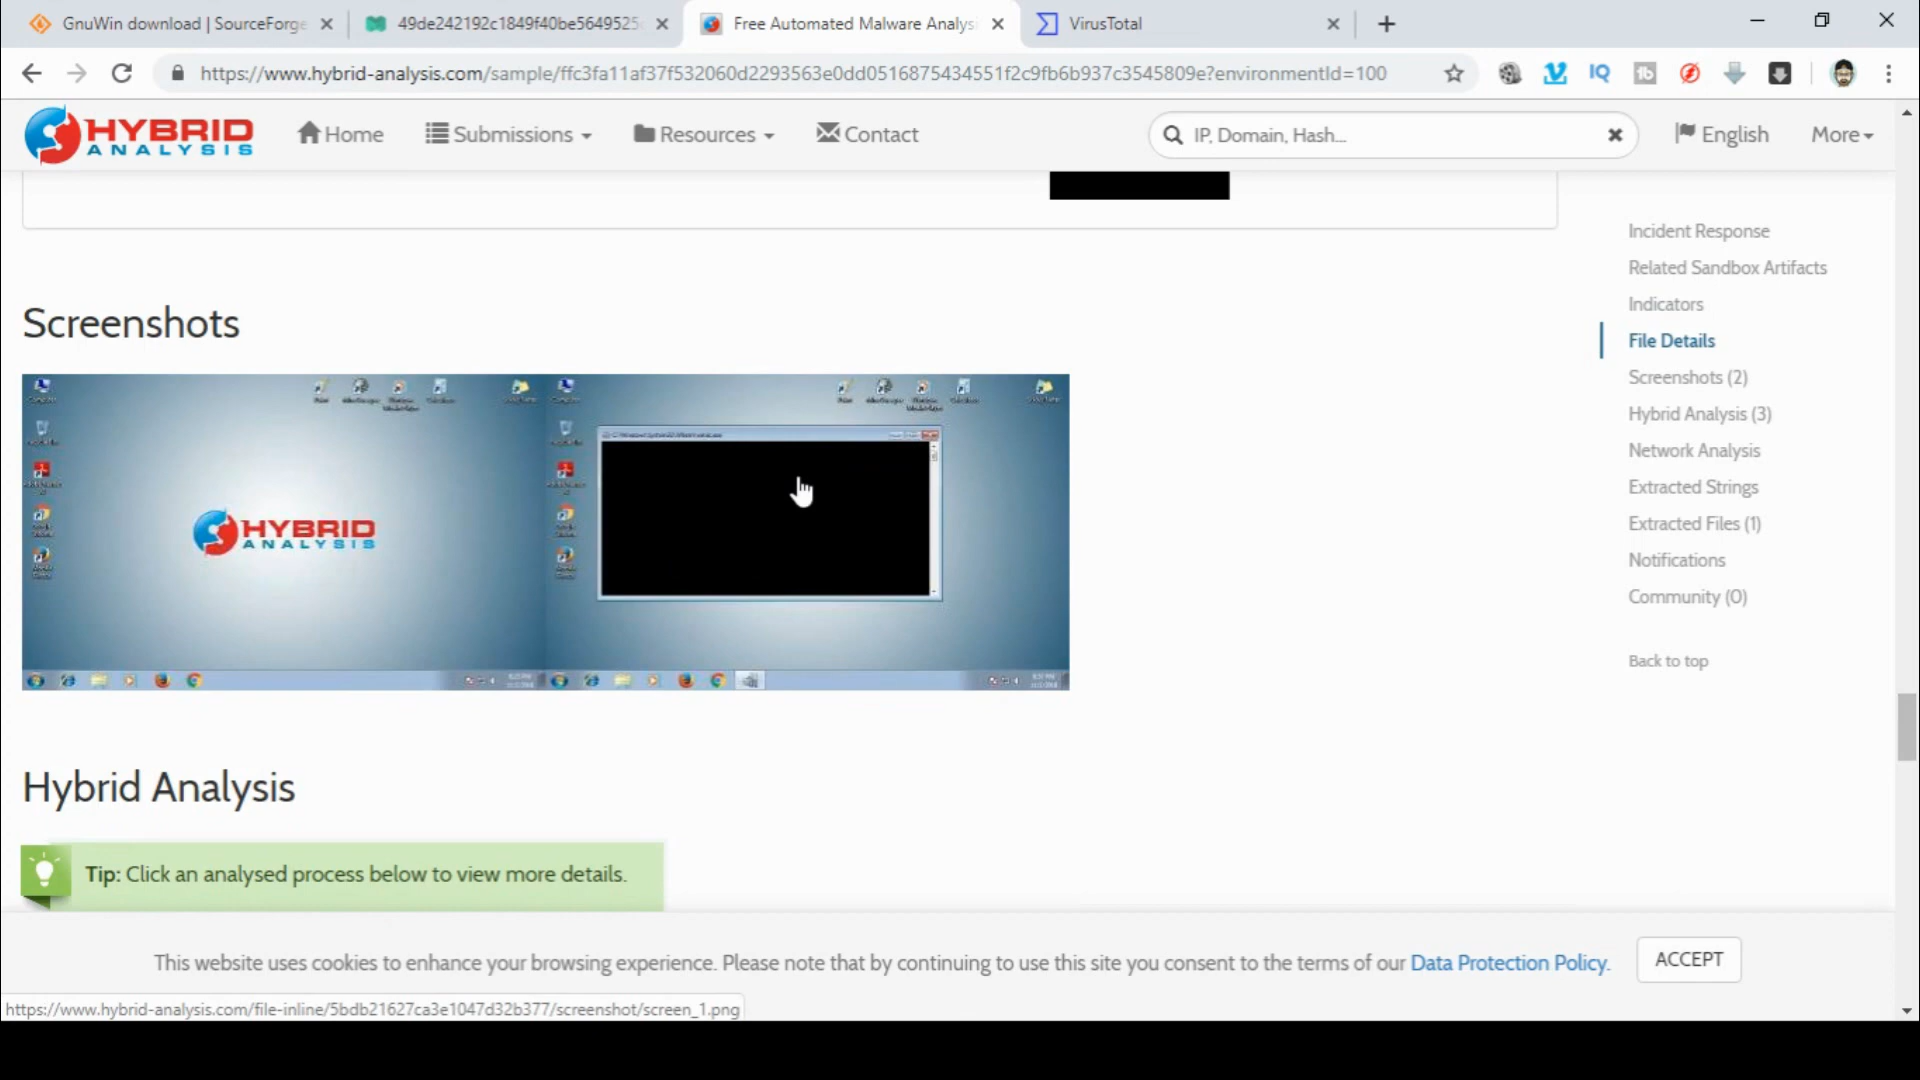 GnuWin download | SourceForge
49de242192c1849f40be5649525
Free Automated Malware Analys
VirusTotal
https://www.hybrid-analysis.com/sample/ffc3fa11af37f532060d2293563e0dd0516875434551f2c9fb6b937c3545809e?environmentId=100
HYBRID
ANALYSIS
Home
Submissions
Resources
Contact
IP, Domain, Hash...
English
More
Incident Response
Related Sandbox Artifacts
Indicators
File Details
Screenshots (2)
Hybrid Analysis (3)
Network Analysis
Extracted Strings
Extracted Files (1)
Notifications
Community (0)
Back to top
Screenshots
HYBRID
ANALYSIS
Hybrid Analysis
Tip: Click an analysed process below to view more details.
This website uses cookies to enhance your browsing experience. Please note that by continuing to use this site you consent to the terms of our Data Protection Policy.
ACCEPT
https://www.hybrid-analysis.com/file-inline/5bdb21627ca3e1047d32b377/screenshot/screen_1.png